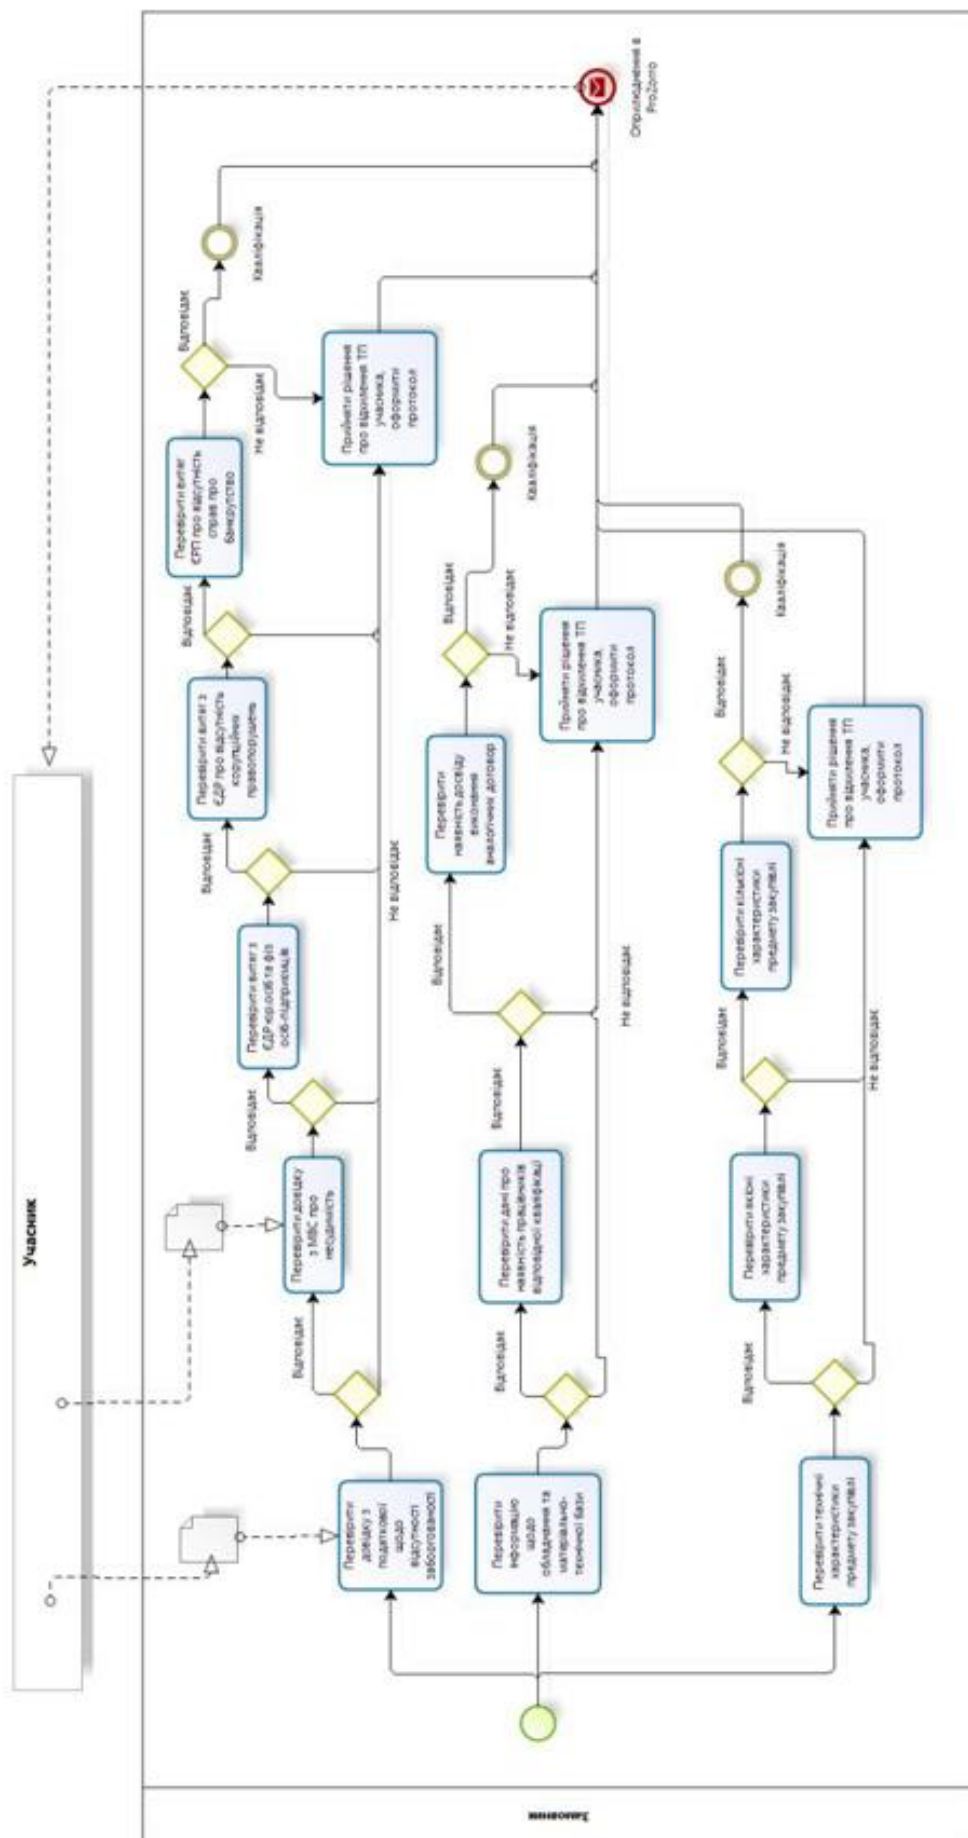 Учасник
Замовник
Перевірити
довідку з
податкової
щодо
відсутності
заборгованості
Відповідає
Перевірити довідку
з МВС про
несудимість
Відповідає
Перевірити витяг з
ЄДР юр.осіб та фіз
осіб-підприємців
Відповідає
Перевірити витяг з
ЄДР про відсутність
корупційних
правопорушень
Відповідає
Перевірити витяг
ЄРП про відсутність
справ про
банкрутство
Відповідає
Не відповідає
Кваліфікація
Не відповідає
Прийняти рішення
про відхилення ТП
учасника,
оформити
протокол
Перевірити
інформацію
щодо
обладнання та
матеріально-
технічної бази
Відповідає
Перевірити дані про
наявність працівників
відповідної кваліфікації
Відповідає
Відповідає
Перевірити
наявність досвіду
виконання
аналогічних договор
Відповідає
Не відповідає
Кваліфікація
Не відповідає
Прийняти рішення
про відхилення ТП
учасника,
оформити
протокол
Перевірити технічні
характеристики
предмету закупівлі
Відповідає
Перевірити якісні
характеристики
предмету закупівлі
Відповідає
Перевірити кількісні
характеристики
предмету закупівлі
Відповідає
Не відповідає
Кваліфікація
Не відповідає
Прийняти рішення
про відхилення ТП
учасника,
оформити
протокол
Оприлюднення в
ProZorro